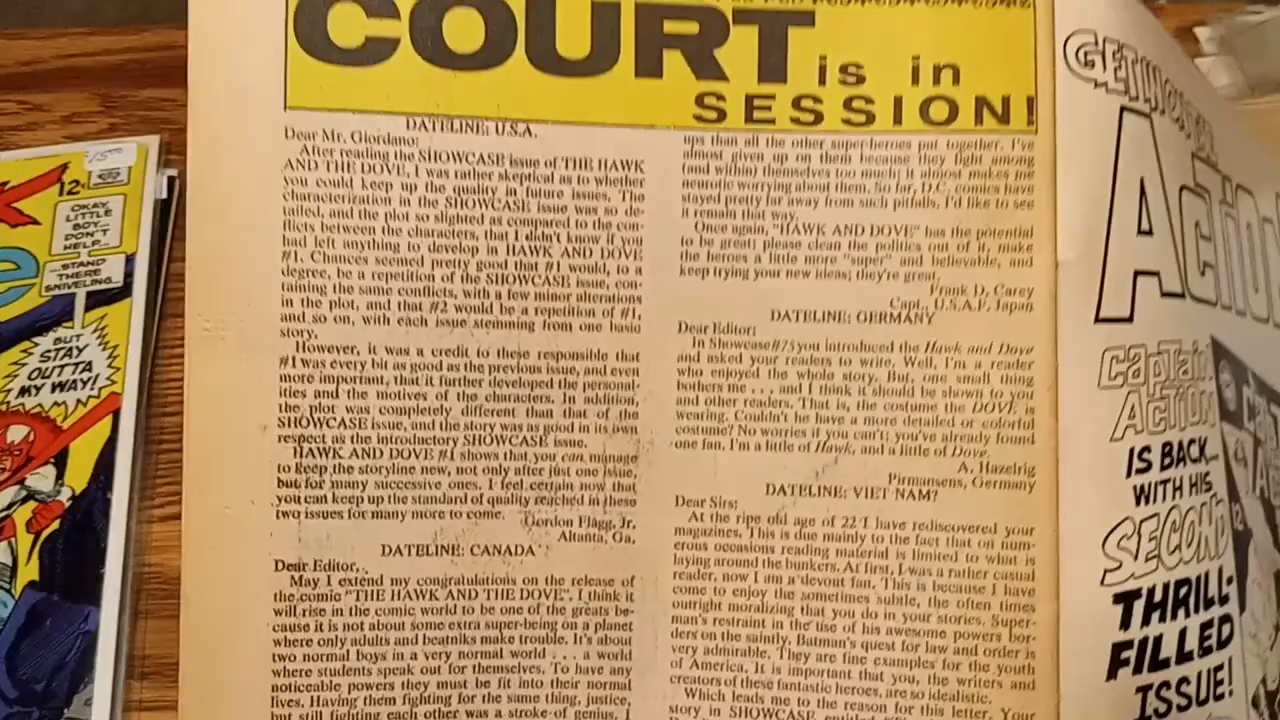 COURT is in
SESSION!
DATELINE: U.S.A.
Dear Mr. Giordano:
After reading the SHOWCASE issue of THE HAWK
AND THE DOVE, I was rather skeptical as to whether
you could keep up the quality in future issues. The
characterization in the SHOWCASE issue was so de-
tailed, and the plot so slighted as compared to the con-
flicts between the characters, that I didn't know if you
had left anything to develop in HAWK AND DOVE
#1. Chances seemed pretty good that #1 would, to a
degree, be a repetition of the SHOWCASE issue, con-
taining the same conflicts, with a few minor alterations
in the plot, and that #2 would be a repetition of #1,
and so on, with each issue stemming from one basic
story.
However, it was a credit to these responsible that
#1 was every bit as good as the previous issue, and even
more important, that it further developed the personal-
ities and the motives of the characters. In addition,
the plot was completely different than that of the
SHOWCASE issue, and the story was as good in its own
respect as the introductory SHOWCASE issue.
HAWK AND DOVE #1 shows that you can manage
to keep the storyline new, not only after just one issue,
but for many successive ones. I feel certain now that
you can keep up the standard of quality reached in these
two issues for many more to come.
Gordon Flagg, Jr.
Altanta, Ga.
DATELINE: CANADA
Dear Editor,
May I extend my congratulations on the release of
the comic "THE HAWK AND THE DOVE". I think it
will rise in the comic world to be one of the greats be-
cause it is not about some extra super-being on a planet
where only adults and beatniks make trouble. It's about
two normal boys in a very normal world . . . a world
where students speak out for themselves. To have any
noticeable powers they must be fit into their normal
lives. Having them fighting for the same thing, justice,
but still fighting each other was a stroke of genius. I
ups than all the other super-heroes put together. I've
almost given up on them because they fight among
(and within) themselves too much; it almost makes me
neurotic worrying about them. So far, D.C. comics have
stayed pretty far away from such pitfalls. I'd like to see
it remain that way.
Once again, "HAWK AND DOVE" has the potential
to be great; please clean the politics out of it, make
the heroes a little more "super" and believable, and
keep trying your new ideas; they're great.
Frank D. Carey
Capt., U.S.A.F. Japan
DATELINE: GERMANY
Dear Editor:
In Showcase #75 you introduced the Hawk and Dove
and asked your readers to write. Well, I'm a reader
who enjoyed the whole story. But, one small thing
bothers me . . . and I think it should be shown to you
and other readers. That is, the costume the DOVE is
wearing. Couldn't he have a more detailed or colorful
costume? No worries if you can't; you've already found
one fan. I'm a little of Hawk, and a little of Dove.
A. Hazelrig
Pirmansens, Germany
DATELINE: VIET NAM?
Dear Sirs:
At the ripe old age of 22 I have rediscovered your
magazines. This is due mainly to the fact that on num-
erous occasions reading material is limited to what is
laying around the bunkers. At first, I was a rather casual
reader, now I am a devout fan. This is because I have
come to enjoy the sometimes subtle, the often times
outright moralizing that you do in your stories. Super-
man's restraint in the use of his awesome powers bor-
ders on the saintly, Batman's quest for law and order is
very admirable. They are fine examples for the youth
of America. It is important that you, the writers and
creators of these fantastic heroes, are so idealistic.
Which leads me to the reason for this letter. Your
story in SHOWCASE
12¢
OKAY,
LITTLE
BOY...
DON'T
HELP...
...STAND
THERE
SNIVELING...
BUT
STAY
OUTTA
MY WAY!
GET IN ON THE
ACTION
CAPTAIN
ACTION
IS BACK...
WITH HIS
SECOND
THRILL-
FILLED
ISSUE!